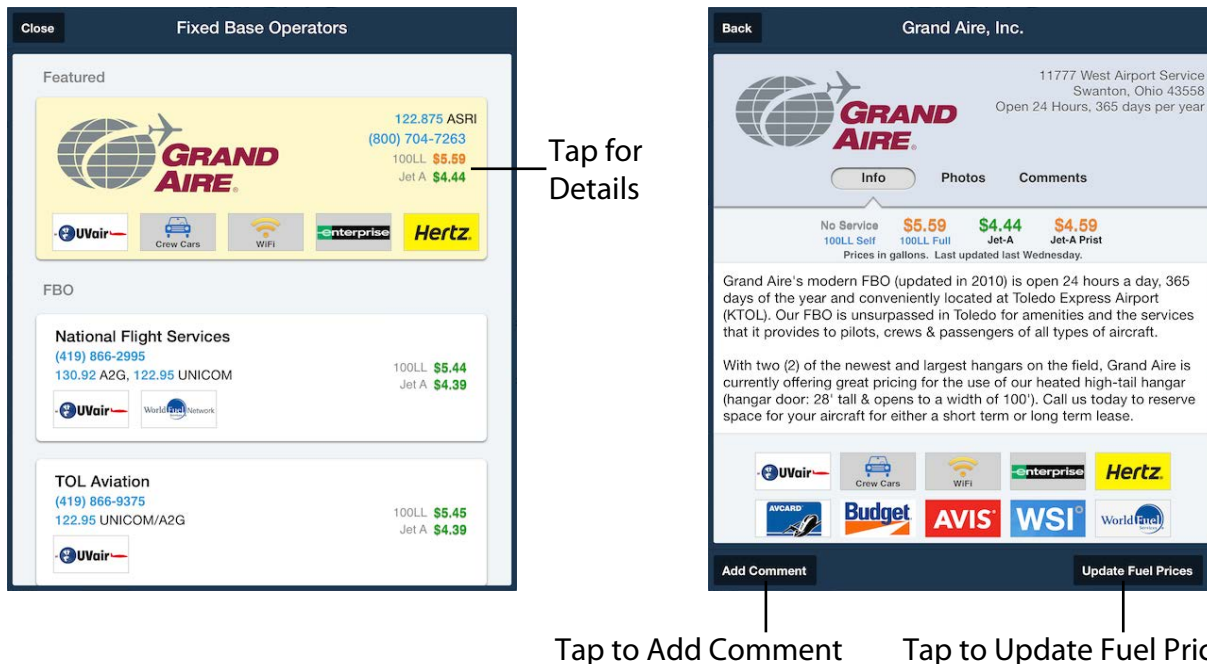 Close
Fixed Base Operators
Featured
GRAND
AIRE
122.875 ASRI
(800) 704-7263
100LL $5.59
Jet A $4.44
UVair
Crew Cars
WiFi
enterprise
Hertz
FBO
National Flight Services
(419) 866-2995
130.92 A2G, 122.95 UNICOM
100LL $5.44
Jet A $4.39
UVair
World Fuel Network
TOL Aviation
(419) 866-9375
122.95 UNICOM/A2G
100LL $5.45
Jet A $4.39
UVair
Tap for
Details
Back
Grand Aire, Inc.
GRAND
AIRE
11777 West Airport Service
Swanton, Ohio 43558
Open 24 Hours, 365 days per year
Info Photos Comments
No Service $5.59 $4.44 $4.59
100LL Self 100LL Full Jet-A Jet-A Prist
Prices in gallons. Last updated last Wednesday.
Grand Aire's modern FBO (updated in 2010) is open 24 hours a day, 365
days of the year and conveniently located at Toledo Express Airport
(KTOL). Our FBO is unsurpassed in Toledo for amenities and the services
that it provides to pilots, crews & passengers of all types of aircraft.
With two (2) of the newest and largest hangars on the field, Grand Aire is
currently offering great pricing for the use of our heated high-tail hangar
(hangar door: 28' tall & opens to a width of 100'). Call us today to reserve
space for your aircraft for either a short term or long term lease.
UVair
Crew Cars
WiFi
enterprise
Hertz
AVCARD
Budget
AVIS
WSI
World Fuel Services
Add Comment
Update Fuel Prices
Tap to Add Comment
Tap to Update Fuel Pric